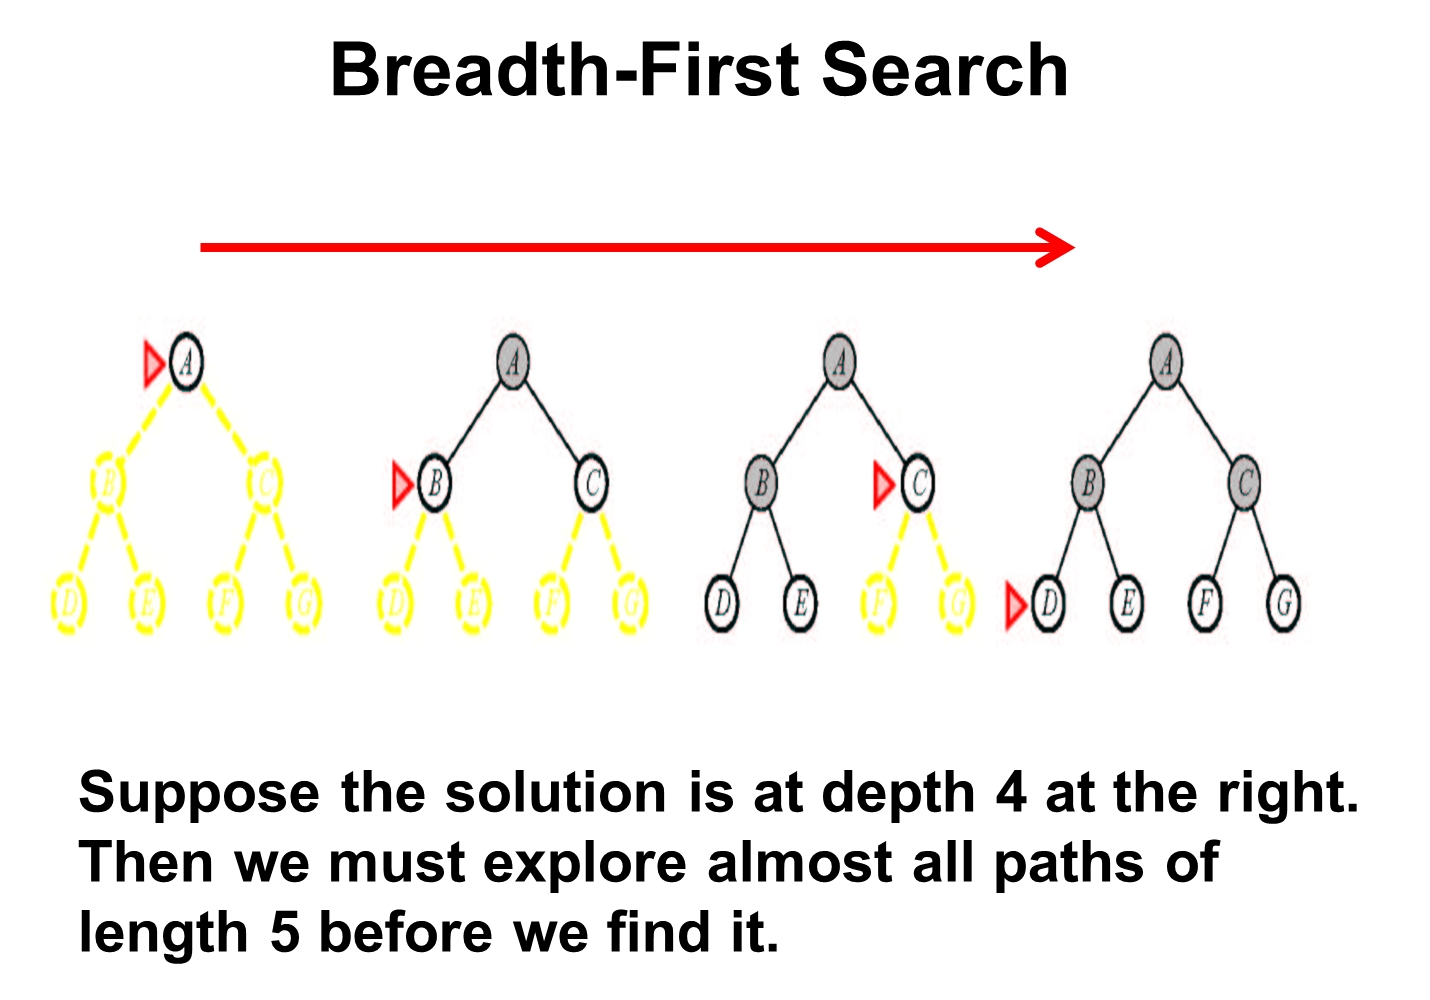 Breadth-First Search
A A A A
B C B C B C B C
D E F G D E F G D E F G D E F G
Suppose the solution is at depth 4 at the right.
Then we must explore almost all paths of
length 5 before we find it.